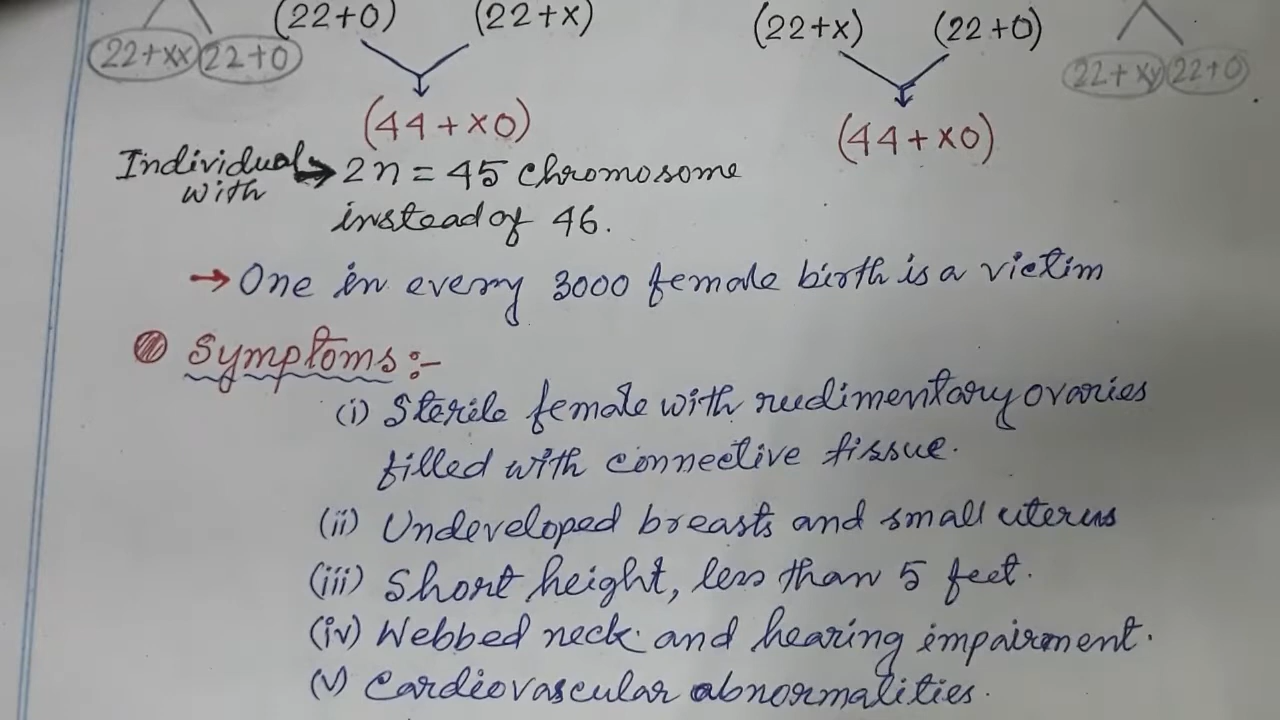 (22+0) (22+x) (22+x) (22+0)
22+xx 22+0 22+xy 22+0
(44+x0) (44+x0)
Individual → 2n = 45 chromosome
with
instead of 46.
→ One in every 3000 female birth is a victim
Symptoms:-
(i) Sterile female with rudimentary ovaries
filled with connective tissue.
(ii) Undeveloped breasts and small uterus
(iii) Short height, less than 5 feet.
(iv) Webbed neck and hearing impairment.
(v) Cardiovascular abnormalities.